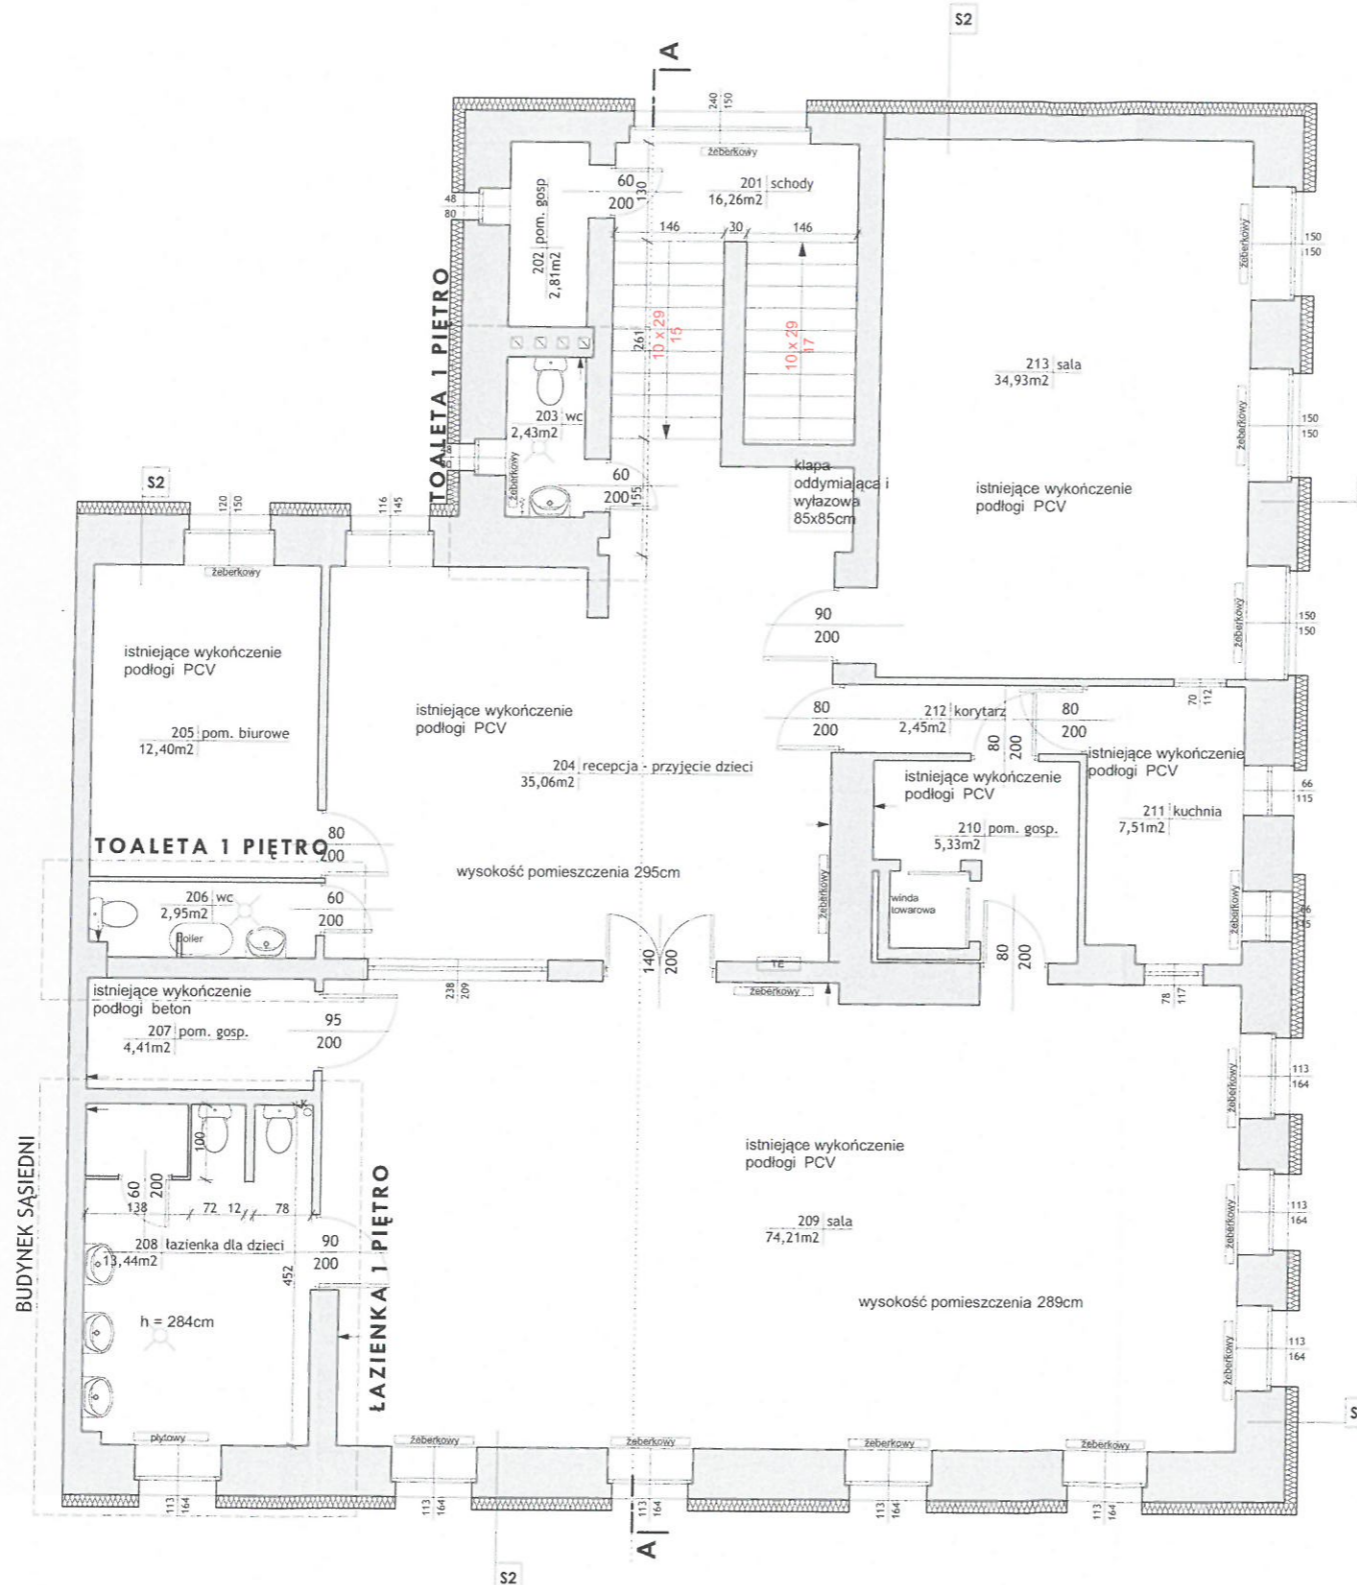 S2
A
240
150
żeberkowy
60
200
130
201 schody
16,26m2
48
80
202 pom. gosp
2,81m2
146
30
146
150
150
żeberkowy
TOALETA 1 PIĘTRO
261
10 x 29
15
10 x 29
17
213 sala
34,93m2
203 wc
2,43m2
żeberkowy
150
150
żeberkowy
60
200
155
klapa
oddymiająca i
wyłazowa
85x85cm
istniejące wykończenie
podłogi PCV
S2
120
150
116
145
żeberkowy
90
200
150
150
żeberkowy
istniejące wykończenie
podłogi PCV
istniejące wykończenie
podłogi PCV
70
112
80
200
212 korytarz
2,45m2
80
200
80
200
205 pom. biurowe
12,40m2
204 recepcja - przyjęcie dzieci
35,06m2
istniejące wykończenie
podłogi PCV
istniejące wykończenie
podłogi PCV
66
115
211 kuchnia
7,51m2
210 pom. gosp.
5,33m2
TOALETA 1 PIĘTRO
80
200
wysokość pomieszczenia 295cm
żeberkowy
winda
towarowa
żeberkowy
206 wc
2,95m2
60
200
Boiler
140
200
TE
żeberkowy
80
200
238
209
78
117
istniejące wykończenie
podłogi beton
207 pom. gosp.
4,41m2
95
200
113
164
żeberkowy
BUDYNEK SĄSIEDNI
100
60
200
138
72
12
78
istniejące wykończenie
podłogi PCV
209 sala
74,21m2
113
164
żeberkowy
208 łazienka dla dzieci
13,44m2
90
200
452
ŁAZIENKA 1 PIĘTRO
h = 284cm
wysokość pomieszczenia 289cm
113
164
żeberkowy
płytowy
żeberkowy
żeberkowy
żeberkowy
żeberkowy
113
164
113
164
113
164
113
164
113
164
A
S2